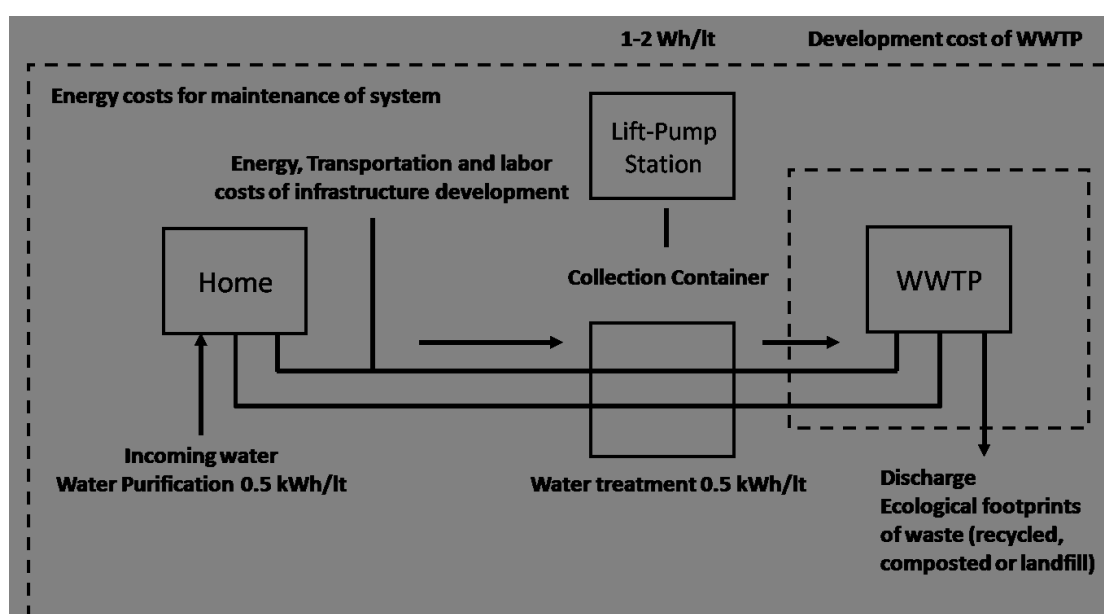 1-2 Wh/lt
Development cost of WWTP
Energy costs for maintenance of system
Lift-Pump
Station
Energy, Transportation and labor
costs of infrastructure development
Home
Collection Container
WWTP
Incoming water
Water Purification 0.5 kWh/lt
Water treatment 0.5 kWh/lt
Discharge
Ecological footprints
of waste (recycled,
composted or landfill)